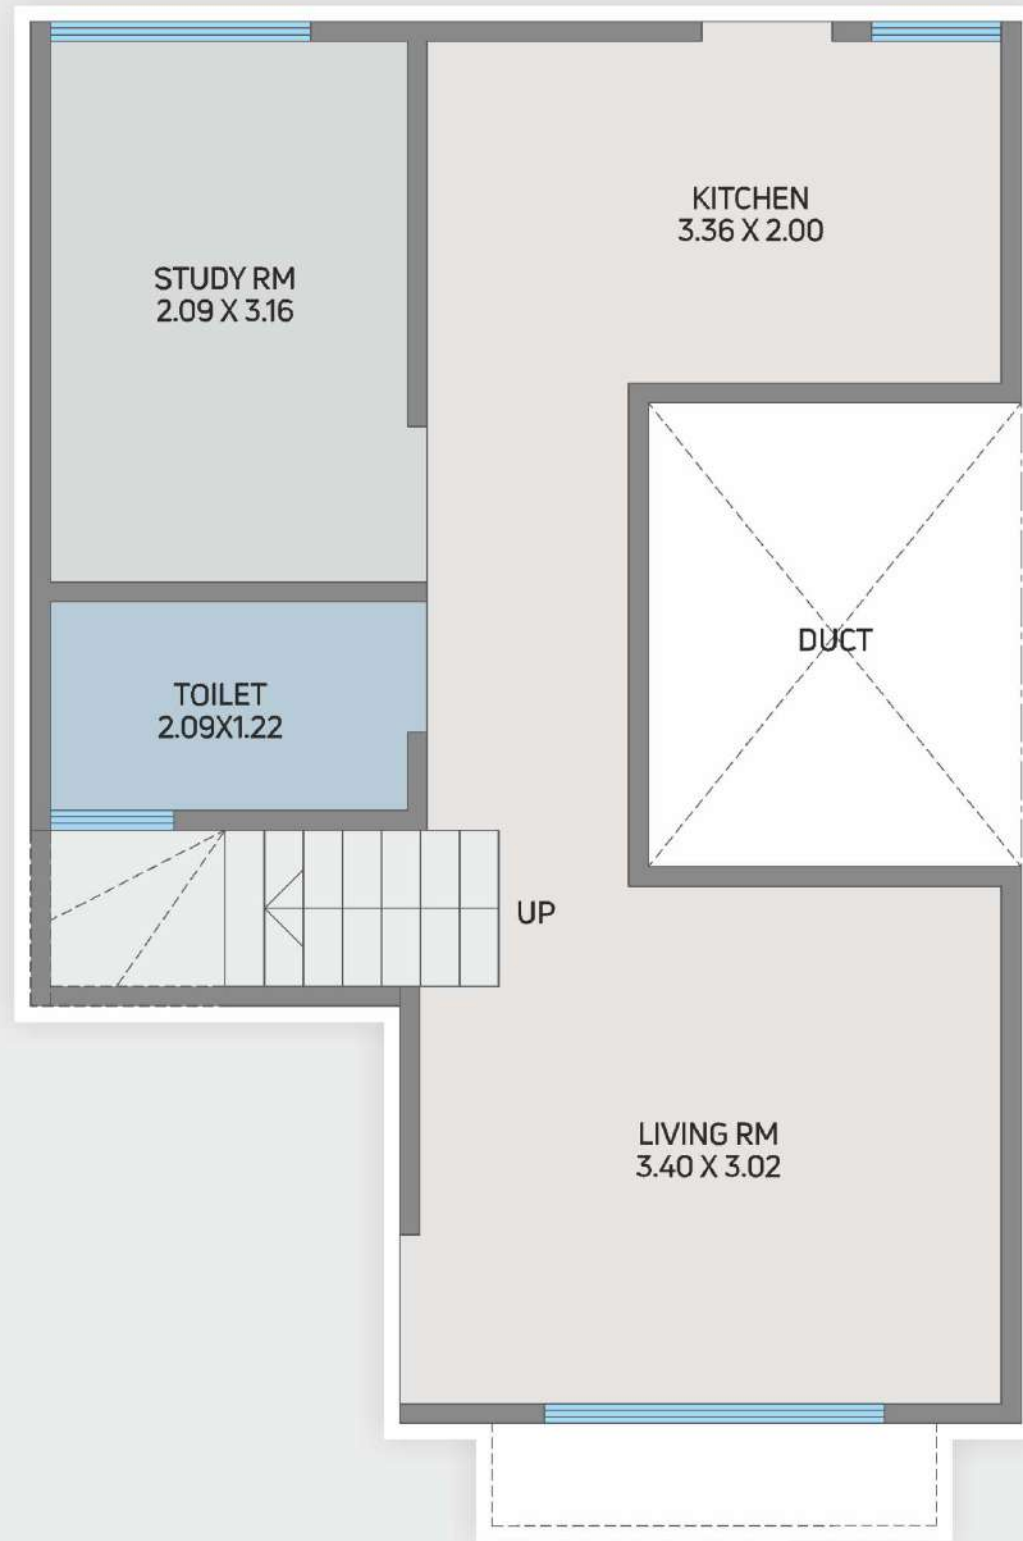 KITCHEN
3.36 X 2.00
STUDY RM
2.09 X 3.16
DUCT
TOILET
2.09X1.22
UP
LIVING RM
3.40 X 3.02